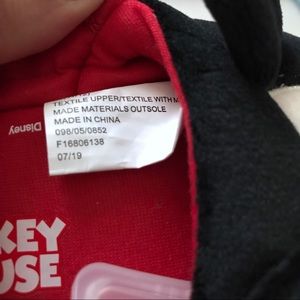 TEXTILE UPPER/TEXTILE WITH M
MADE MATERIALS OUTSOLE
MADE IN CHINA
098/05/0852
F16806138
07/19
Disney
KEY
USE